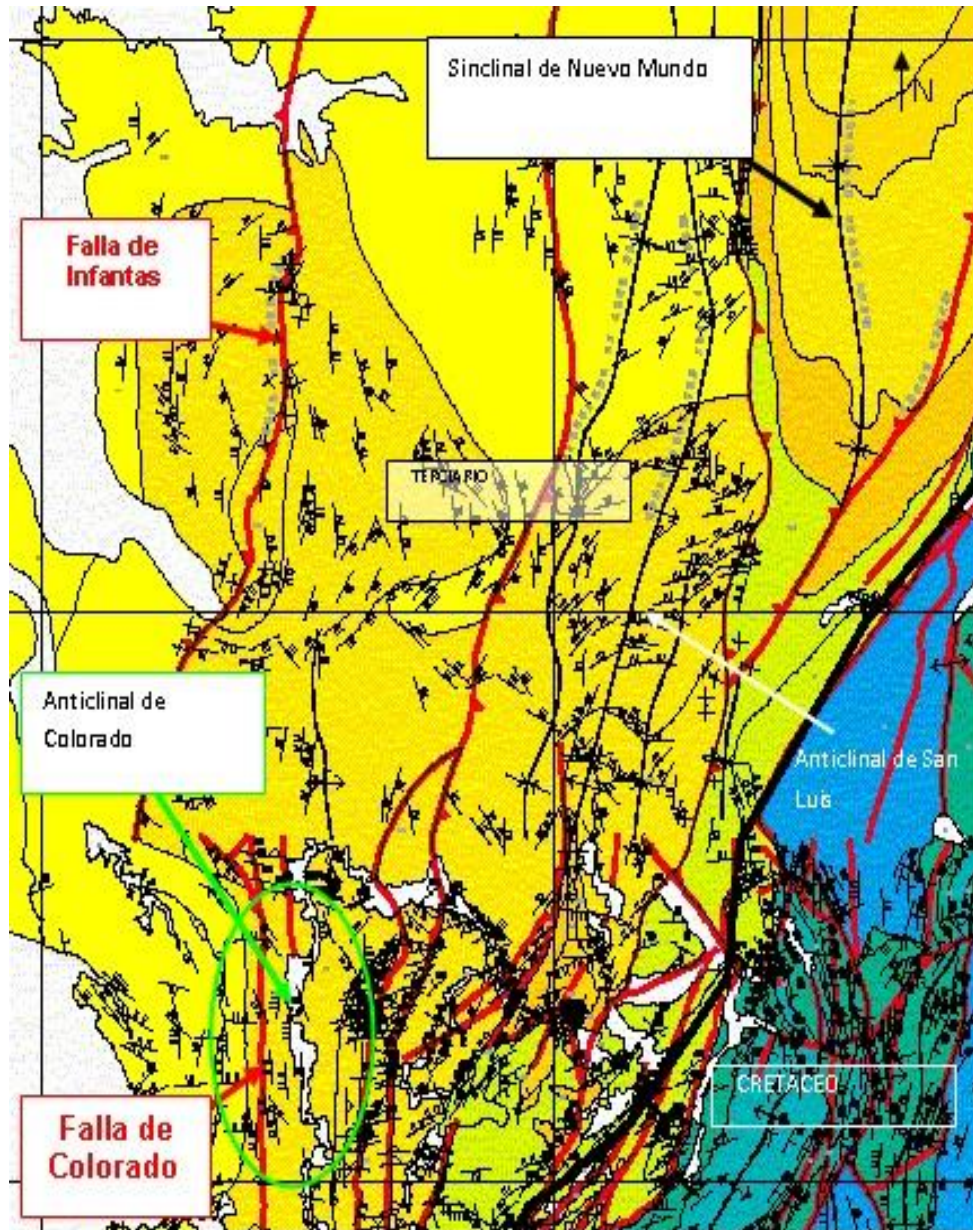 Sinclinal de Nuevo Mundo
N
Falla de
Infantas
TERCIARIO
Anticlinal de
Colorado
Anticlinal de San
Luis
CRETACEO
Falla de
Colorado